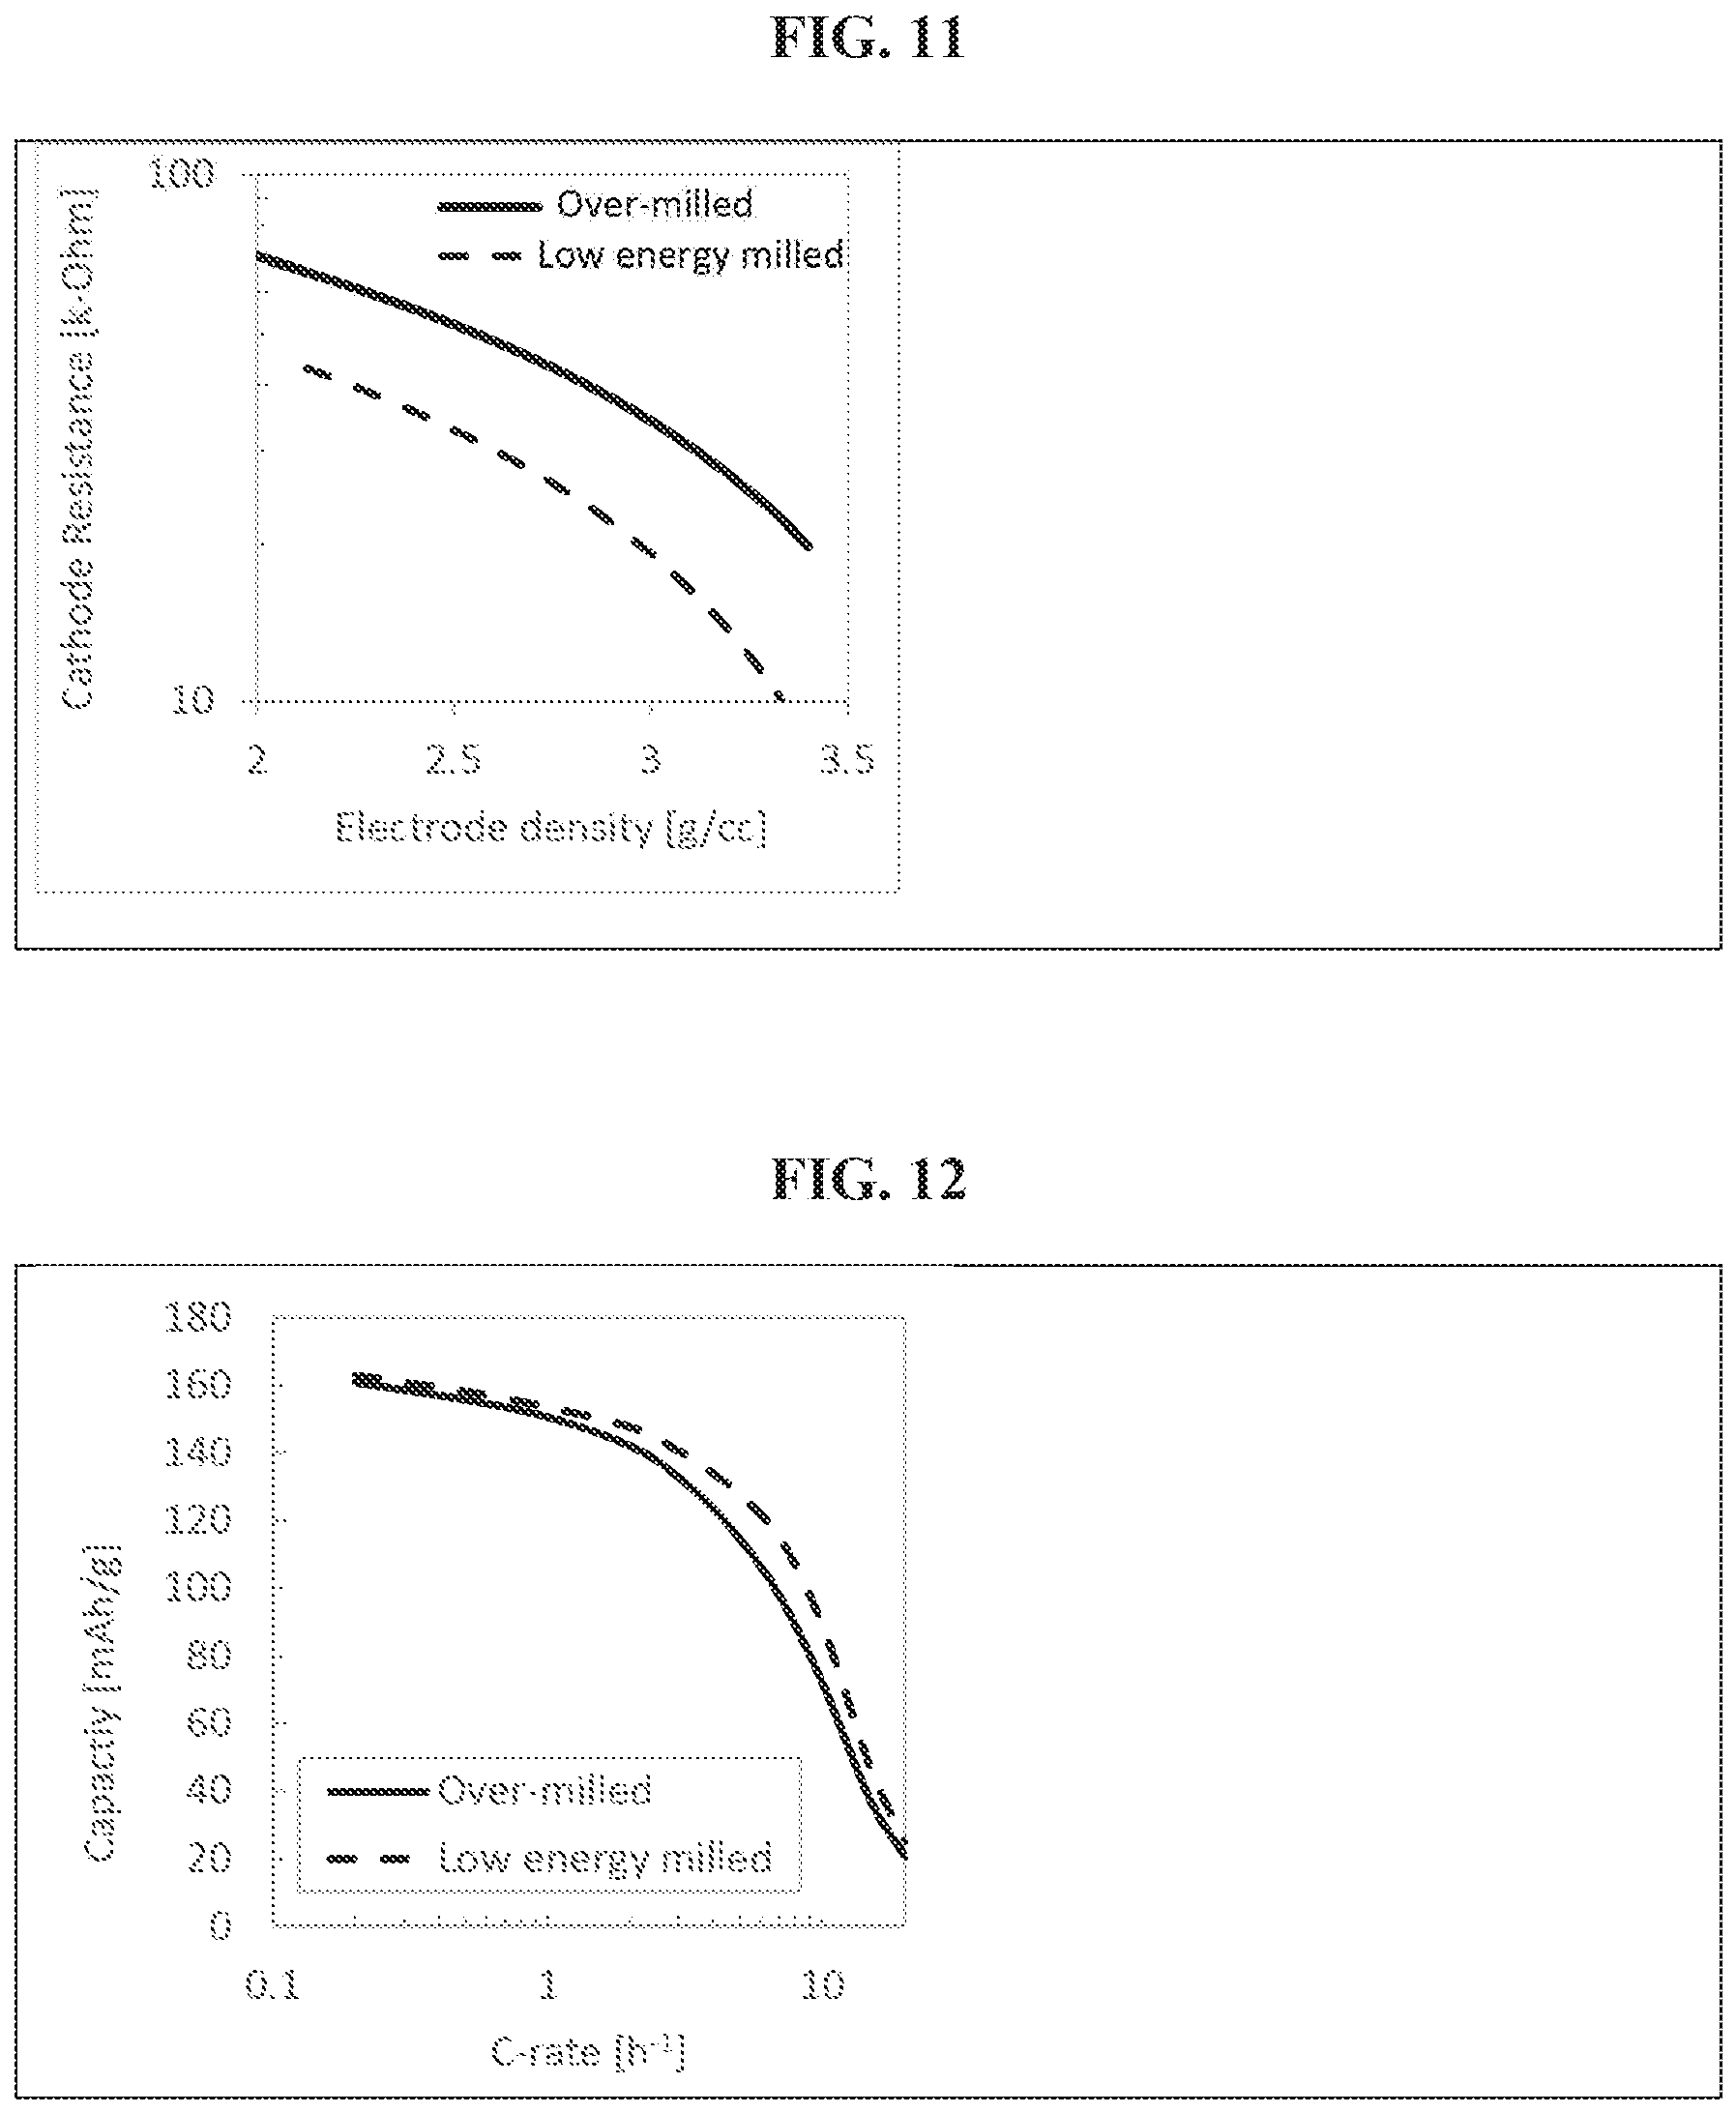 FIG. 11
100
Over-milled
Low energy milled
Cathode Resistance [k-Ohm]
10
2 2.5 3 3.5
Electrode density [g/cc]
FIG. 12
180
160
140
120
100
80
60
40
20
0
Capactiy [mAh/g]
Over-milled
Low energy milled
0.1 1 10
C-rate [h⁻¹]